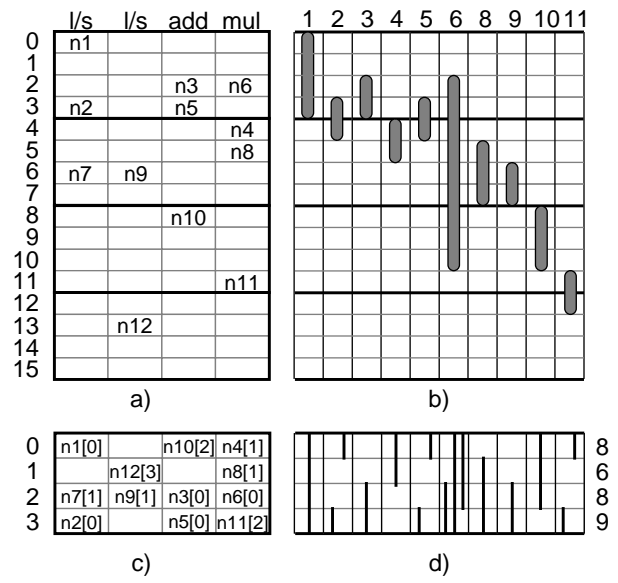 l/s l/s add mul 1 2 3 4 5 6 8 9 10 11
0 n1
1
2 n3 n6
3 n2 n5
4 n4
5 n8
6 n7 n9
7
8 n10
9
10
11 n11
12
13 n12
14
15
a) b)
0 n1[0] n10[2] n4[1] 8
1 n12[3] n8[1] 6
2 n7[1] n9[1] n3[0] n6[0] 8
3 n2[0] n5[0] n11[2] 9
c) d)